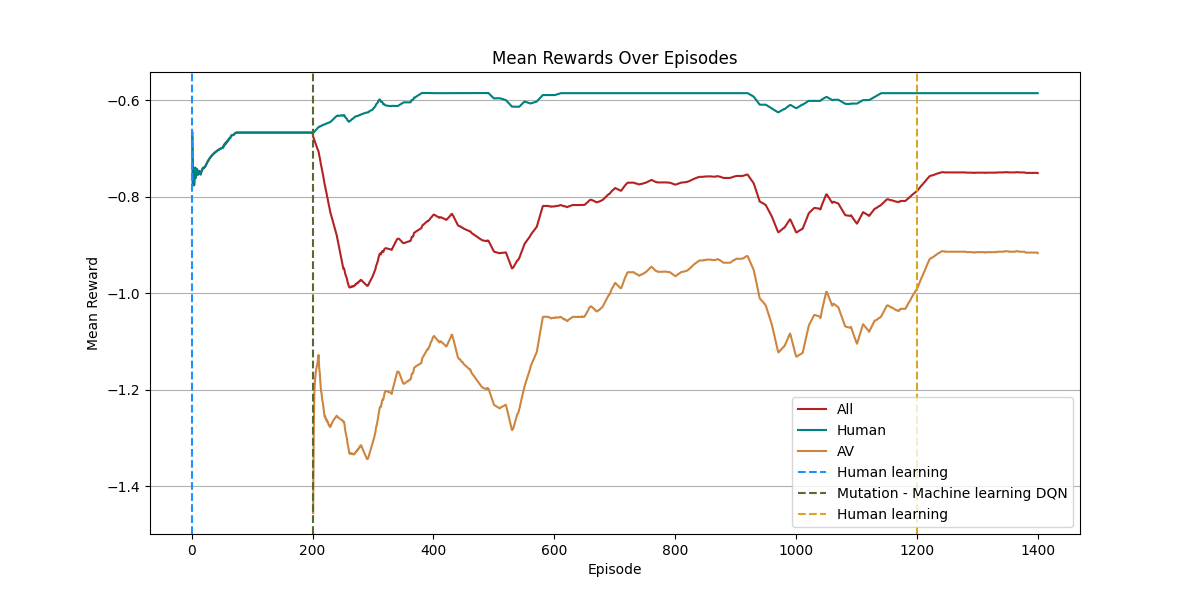 Mean Rewards Over Episodes
Mean Reward
−0.6
−0.8
−1.0
−1.2
−1.4
0 200 400 600 800 1000 1200 1400
Episode
All
Human
AV
Human learning
Mutation - Machine learning DQN
Human learning